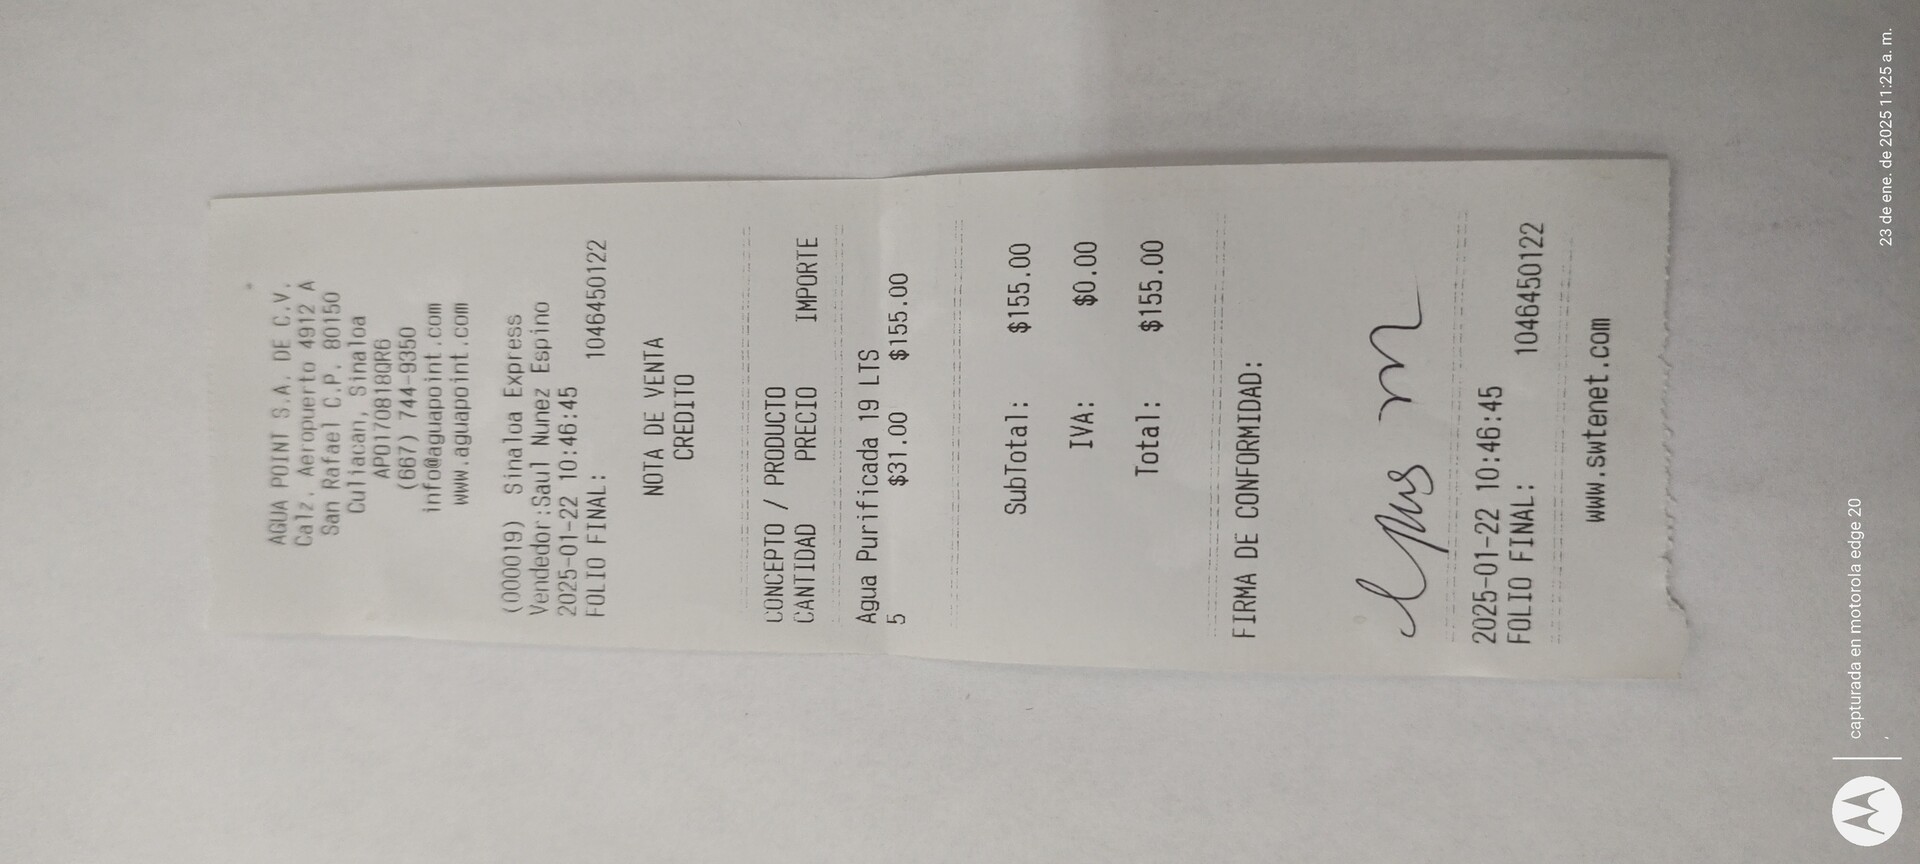 AGUA POINT S.A. DE C.V.
Calz. Aeropuerto 4912 A
San Rafael C.P. 80150
Culiacan, Sinaloa
APO170818QR6
(667) 744-9350
info@aguapoint.com
www.aguapoint.com
(000019) Sinaloa Express
Vendedor:Saul Nunez Espino
2025-01-22 10:46:45
FOLIO FINAL: 1046450122
NOTA DE VENTA
CREDITO
CONCEPTO / PRODUCTO
CANTIDAD PRECIO IMPORTE
Agua Purificada 19 LTS
5 $31.00 $155.00
SubTotal: $155.00
IVA: $0.00
Total: $155.00
FIRMA DE CONFORMIDAD:
2025-01-22 10:46:45
FOLIO FINAL: 1046450122
www.swtenet.com
capturada en motorola edge 20
23 de ene. de 2025 11:25 a. m.